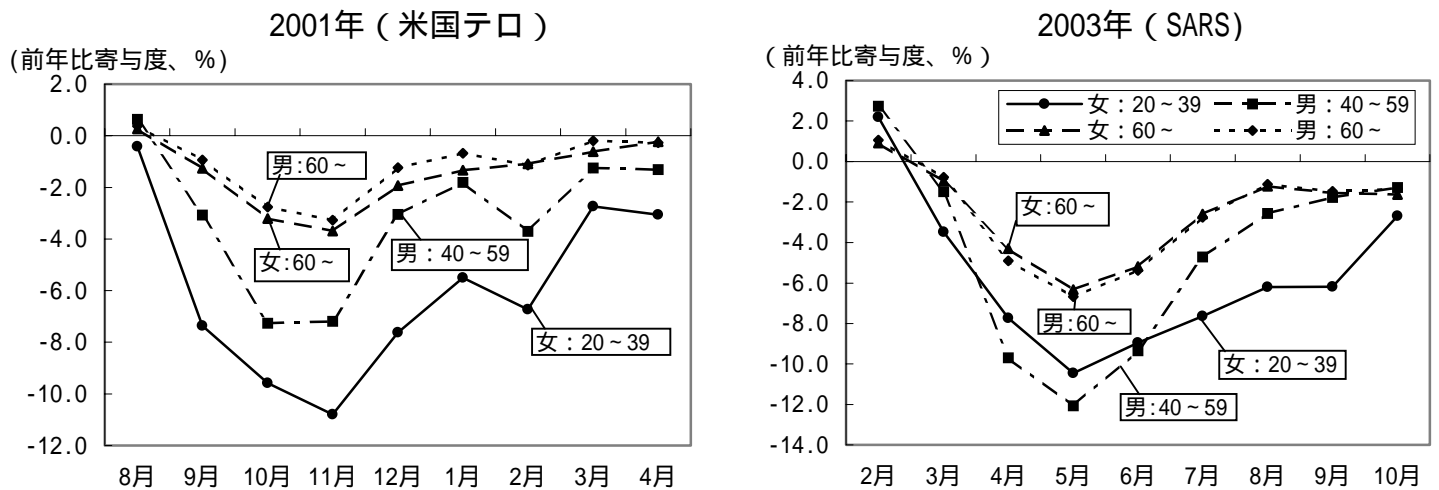 2001年（米国テロ）
(前年比寄与度、%)
2.0
0.0
-2.0
-4.0
-6.0
-8.0
-10.0
-12.0
8月 9月 10月 11月 12月 1月 2月 3月 4月
男:60～
女:60～
男：40～59
女：20～39
2003年（SARS)
（前年比寄与度、%）
4.0
2.0
0.0
-2.0
-4.0
-6.0
-8.0
-10.0
-12.0
-14.0
2月 3月 4月 5月 6月 7月 8月 9月 10月
女：20～39 男：40～59
女：60～ 男：60～
女:60～
男:60～
女：20～39
男:40～59